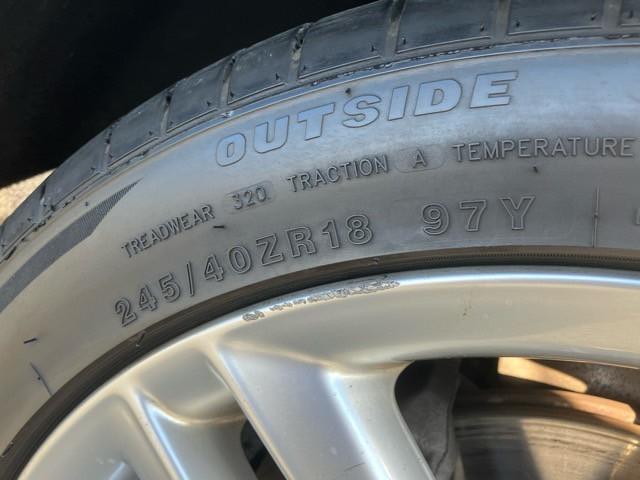 OUTSIDE
TREADWEAR 320 TRACTION A TEMPERATURE
245/40ZR18 97Y